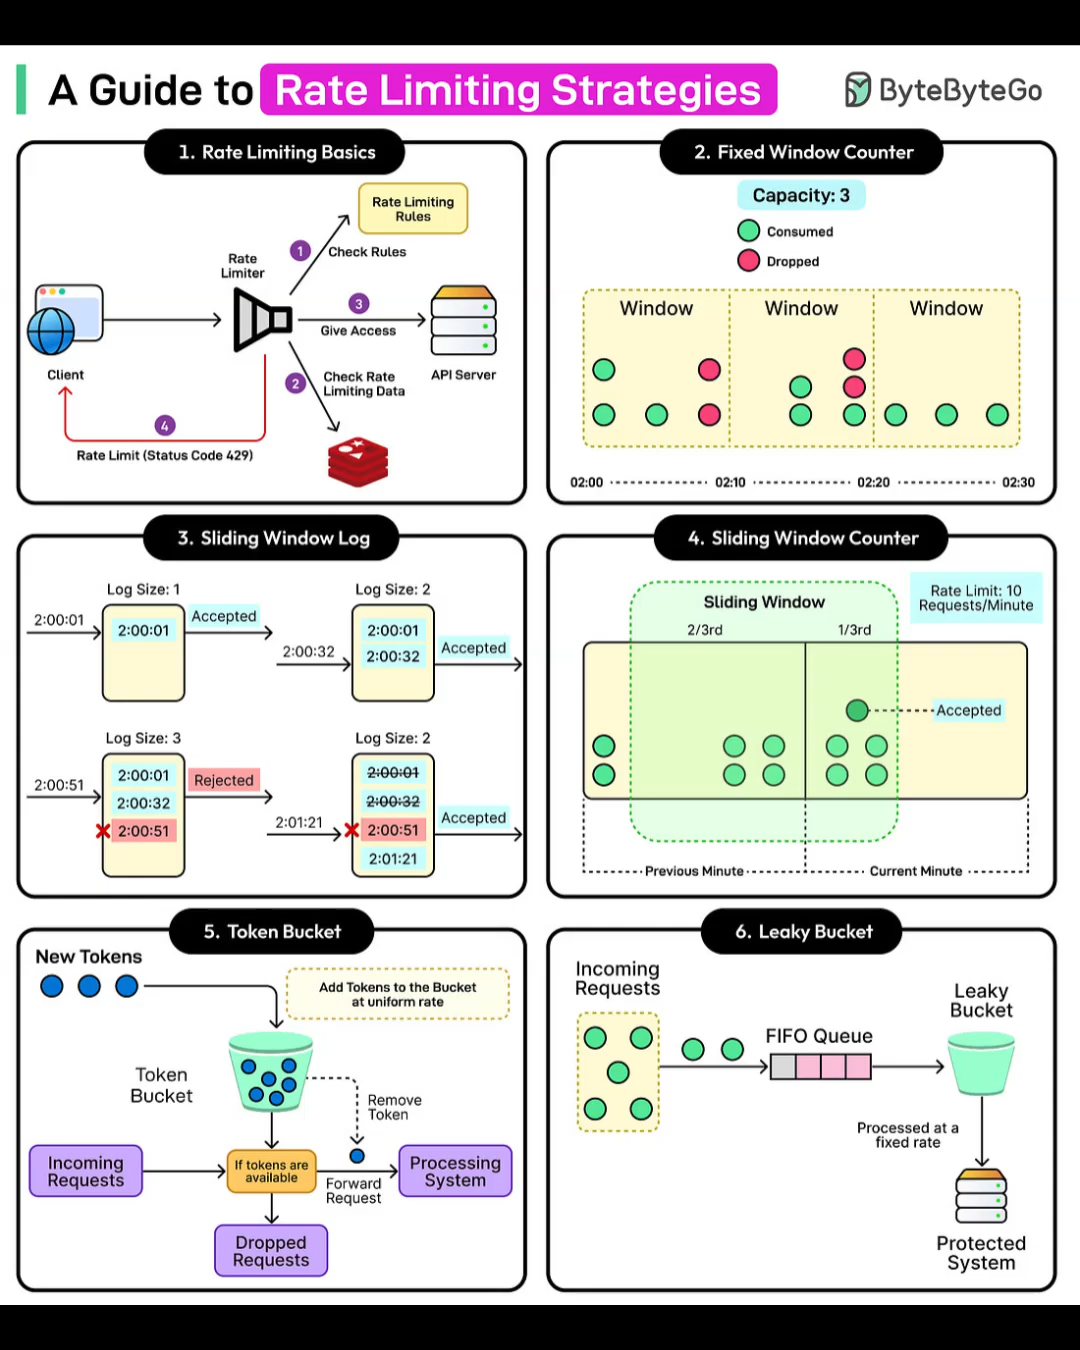 A Guide to Rate Limiting Strategies
ByteByteGo
1. Rate Limiting Basics
Rate Limiting
Rules
1
Check Rules
Rate
Limiter
3
Give Access
Client
API Server
2
Check Rate
Limiting Data
4
Rate Limit (Status Code 429)
2. Fixed Window Counter
Capacity: 3
Consumed
Dropped
Window
Window
Window
02:00
02:10
02:20
02:30
3. Sliding Window Log
Log Size: 1
2:00:01
2:00:01
Accepted
Log Size: 2
2:00:32
2:00:01
2:00:32
Accepted
Log Size: 3
2:00:51
2:00:01
2:00:32
2:00:51
Rejected
Log Size: 2
2:01:21
2:00:01
2:00:32
2:00:51
2:01:21
Accepted
4. Sliding Window Counter
Rate Limit: 10
Requests/Minute
Sliding Window
2/3rd
1/3rd
Accepted
Previous Minute
Current Minute
5. Token Bucket
New Tokens
Add Tokens to the Bucket
at uniform rate
Token
Bucket
Remove
Token
Incoming
Requests
If tokens are
available
Forward
Request
Processing
System
Dropped
Requests
6. Leaky Bucket
Incoming
Requests
FIFO Queue
Leaky
Bucket
Processed at a
fixed rate
Protected
System